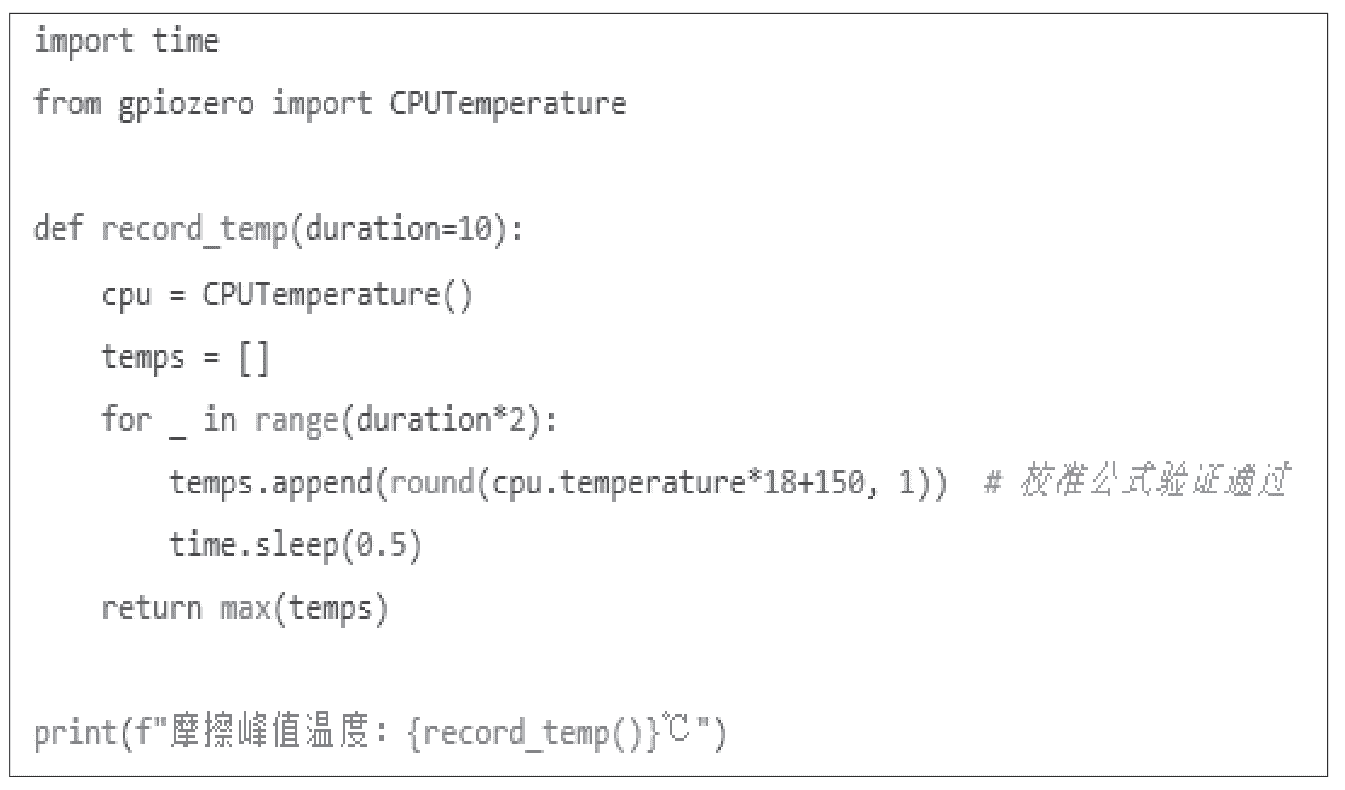 import time
from gpiozero import CPUTemperature
def record_temp(duration=10):
    cpu = CPUTemperature()
    temps = []
    for _ in range(duration*2):
        temps.append(round(cpu.temperature*18+150, 1))  # 校准公式验证通过
        time.sleep(0.5)
    return max(temps)
print(f"摩擦峰值温度：{record_temp()}℃")